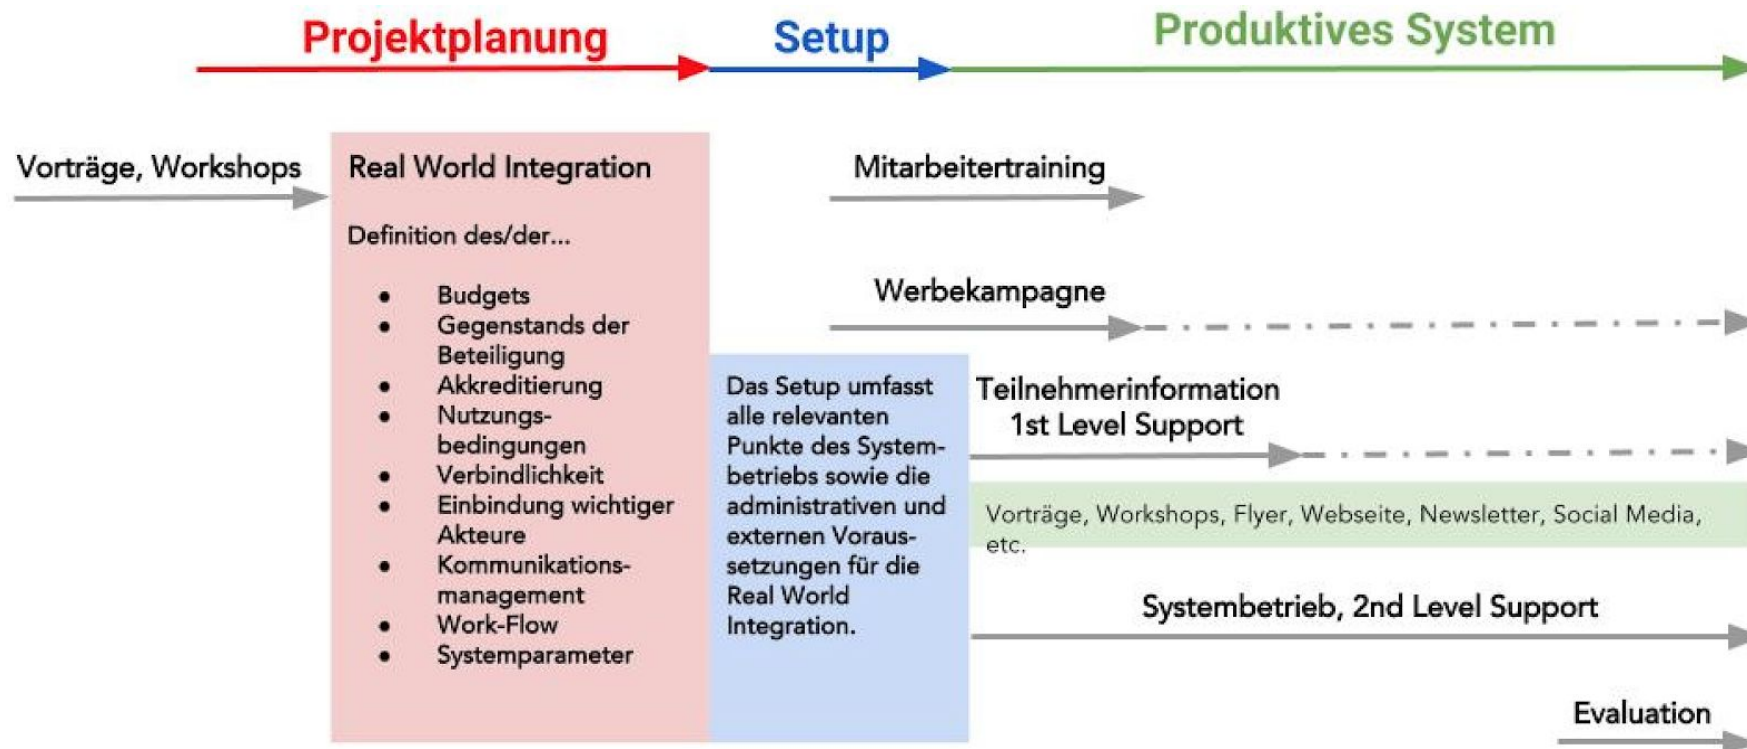 Projektplanung
Setup
Produktives System
Vorträge, Workshops
Real World Integration
Definition des/der...
● Budgets
● Gegenstands der
Beteiligung
● Akkreditierung
● Nutzungs-
bedingungen
● Verbindlichkeit
● Einbindung wichtiger
Akteure
● Kommunikations-
management
● Work-Flow
● Systemparameter
Das Setup umfasst
alle relevanten
Punkte des System-
betriebs sowie die
administrativen und
externen Voraus-
setzungen für die
Real World
Integration.
Mitarbeitertraining
Werbekampagne
Teilnehmerinformation
1st Level Support
Vorträge, Workshops, Flyer, Webseite, Newsletter, Social Media,
etc.
Systembetrieb, 2nd Level Support
Evaluation